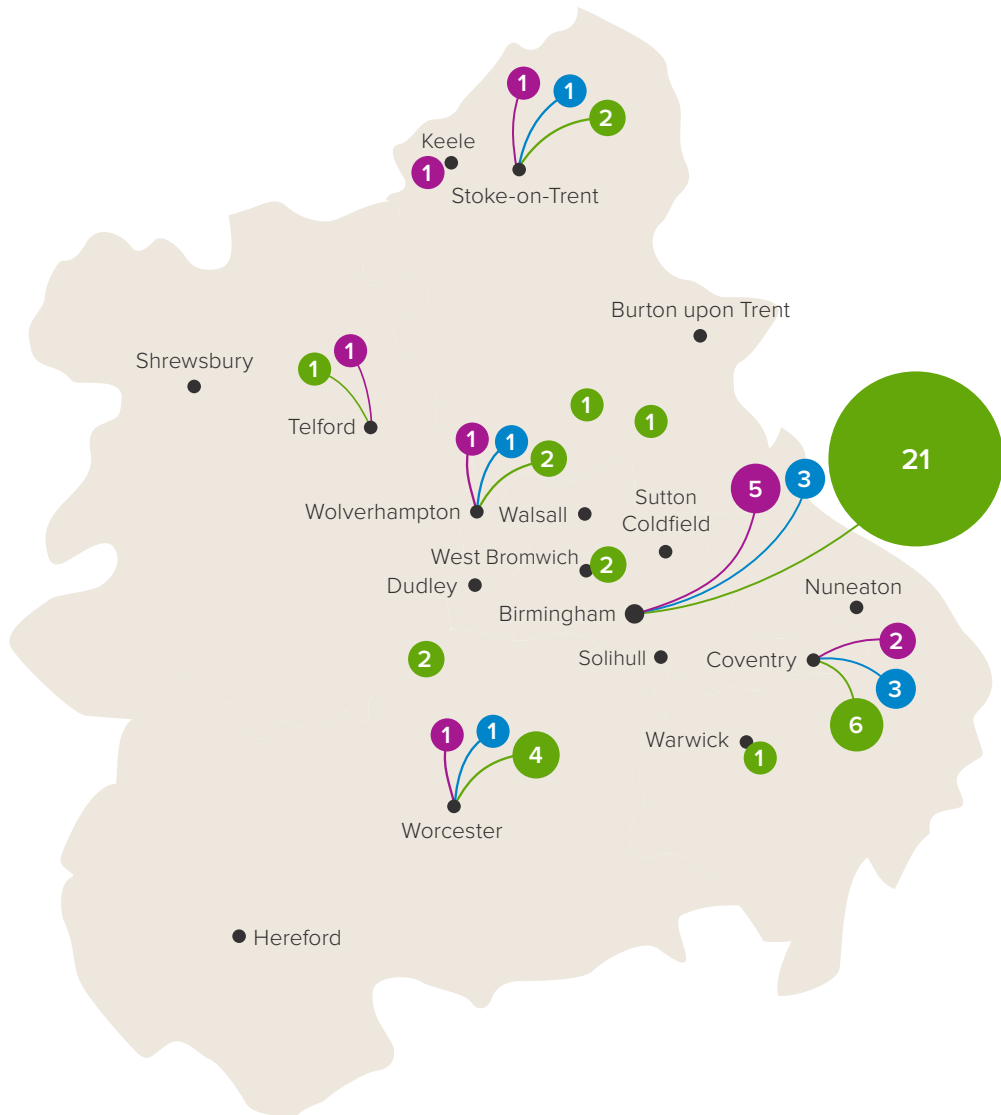 1
1
2
Keele
1
Stoke-on-Trent
Burton upon Trent
Shrewsbury
1
1
Telford
1
1
21
1
1
2
3
5
Wolverhampton
Walsall
Sutton
Coldfield
West Bromwich
2
Dudley
Nuneaton
Birmingham
2
Solihull
Coventry
2
3
6
1
1
4
Warwick
1
Worcester
Hereford